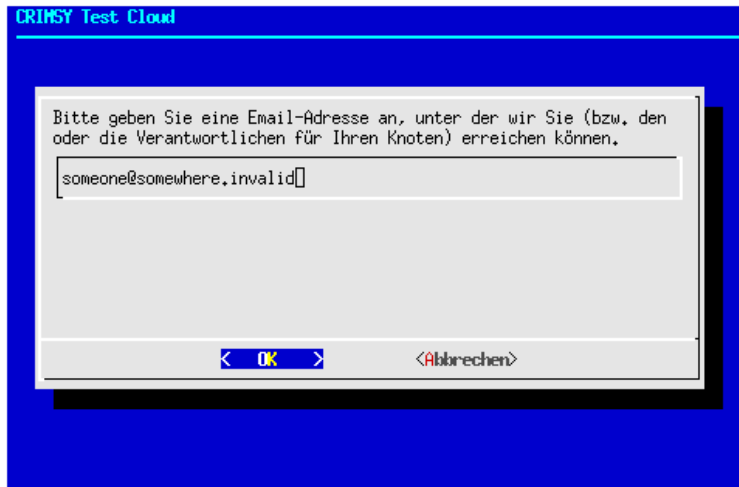 CRIMSY Test Cloud
Bitte geben Sie eine Email-Adresse an, unter der wir Sie (bzw. den
oder die Verantwortlichen für Ihren Knoten) erreichen können.
someone@somewhere.invalid
< OK > <Abbrechen>